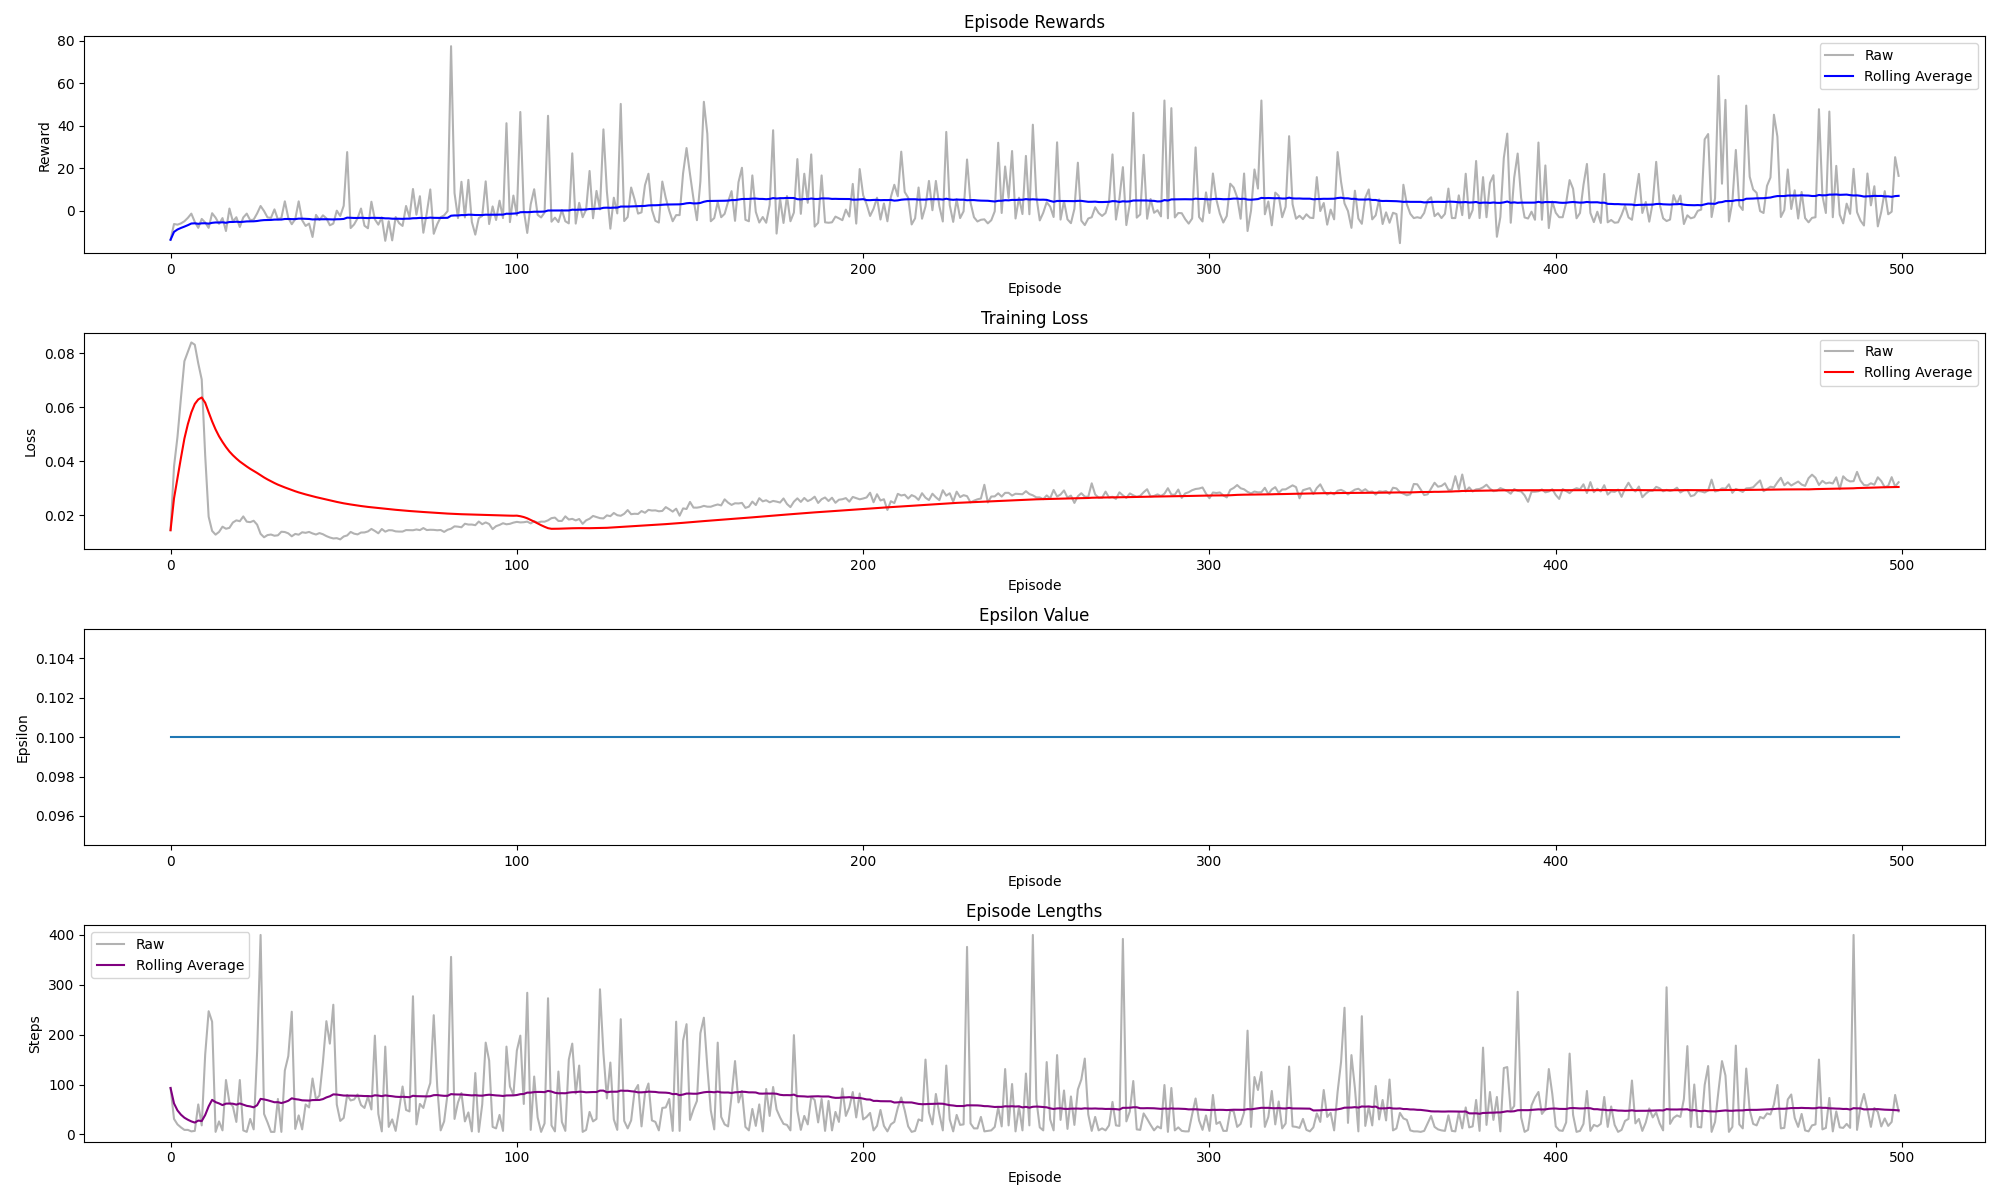 Episode Rewards
80
60
40
20
0
Reward
Raw
Rolling Average
0 100 200 300 400 500
Episode
Training Loss
0.08
0.06
0.04
0.02
Loss
Raw
Rolling Average
0 100 200 300 400 500
Episode
Epsilon Value
0.104
0.102
0.100
0.098
0.096
Epsilon
0 100 200 300 400 500
Episode
Episode Lengths
400
300
200
100
0
Steps
Raw
Rolling Average
0 100 200 300 400 500
Episode